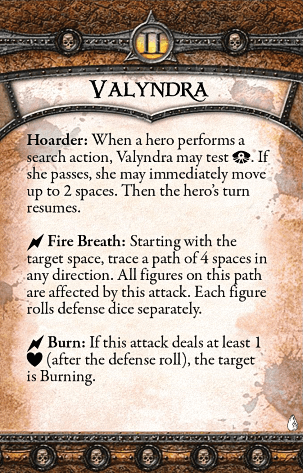 II
VALYNDRA
Hoarder: When a hero performs a
search action, Valyndra may test . If
she passes, she may immediately move
up to 2 spaces. Then the hero's turn
resumes.
Fire Breath: Starting with the
target space, trace a path of 4 spaces in
any direction. All figures on this path
are affected by this attack. Each figure
rolls defense dice separately.
Burn: If this attack deals at least 1
(after the defense roll), the target
is Burning.